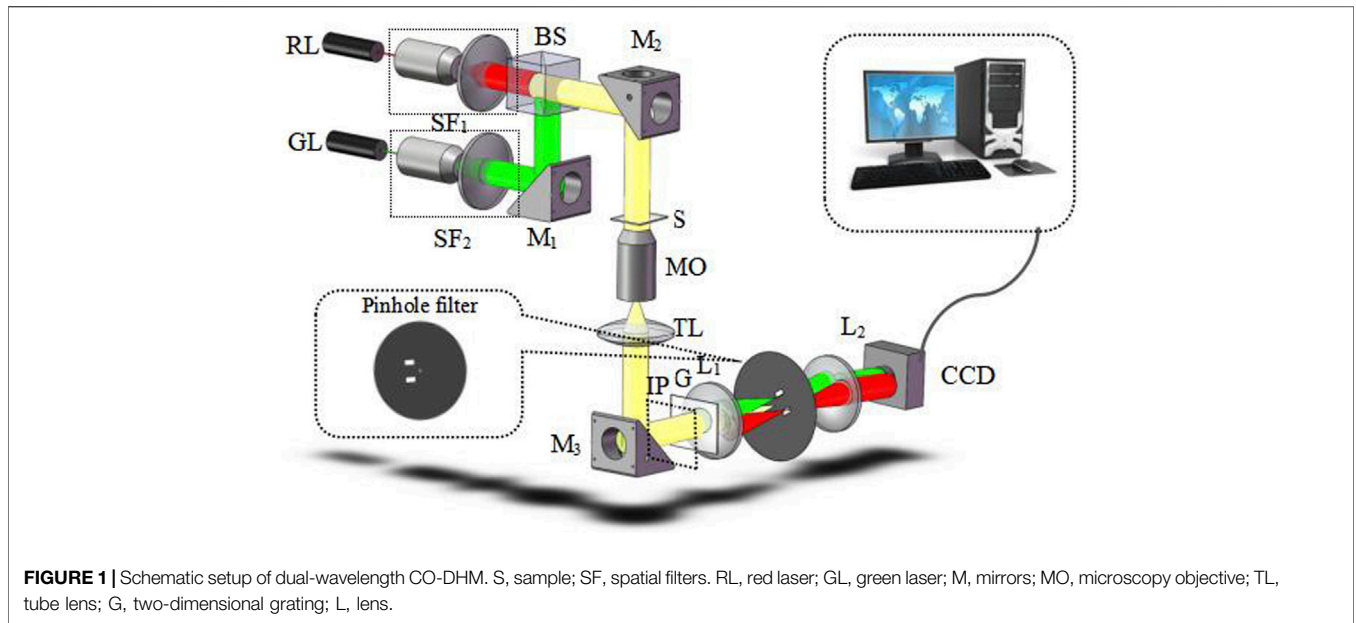 RL
BS
M₂
SF₁
GL
SF₂
M₁
S
MO
Pinhole filter
TL
L₂
L₁
IP
G
CCD
M₃
FIGURE 1 | Schematic setup of dual-wavelength CO-DHM. S, sample; SF, spatial filters. RL, red laser; GL, green laser; M, mirrors; MO, microscopy objective; TL,
tube lens; G, two-dimensional grating; L, lens.